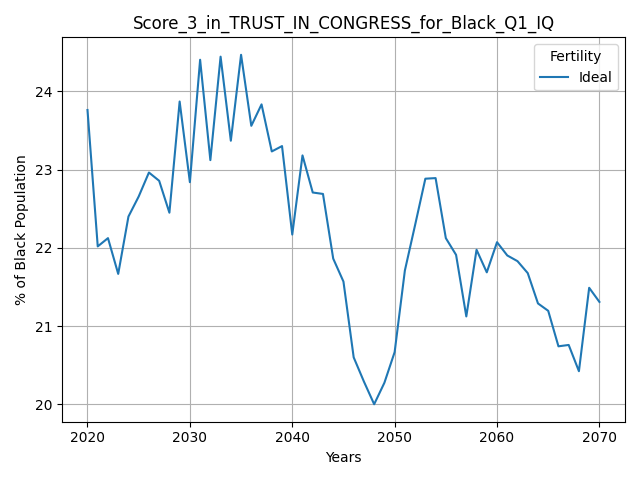 Score_3_in_TRUST_IN_CONGRESS_for_Black_Q1_IQ
Fertility
Ideal
24
23
22
21
20
% of Black Population
2020
2030
2040
2050
2060
2070
Years